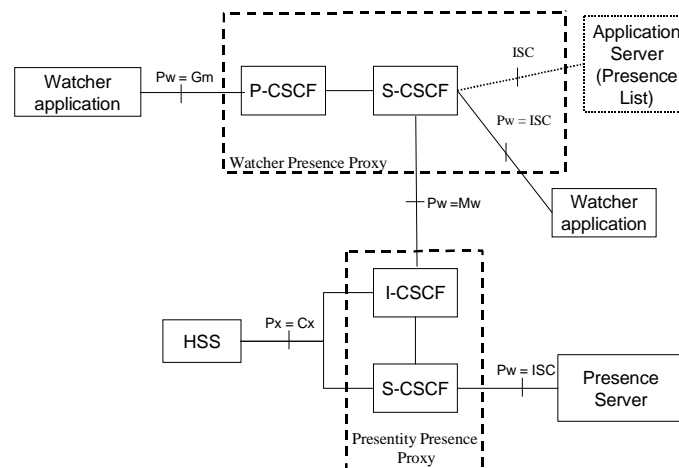 Application
Server
(Presence
List)
ISC
Watcher
application
Pw = Gm
P-CSCF
S-CSCF
Pw = ISC
Watcher Presence Proxy
Pw =Mw
Watcher
application
I-CSCF
HSS
Px = Cx
S-CSCF
Pw = ISC
Presence
Server
Presentity Presence
Proxy